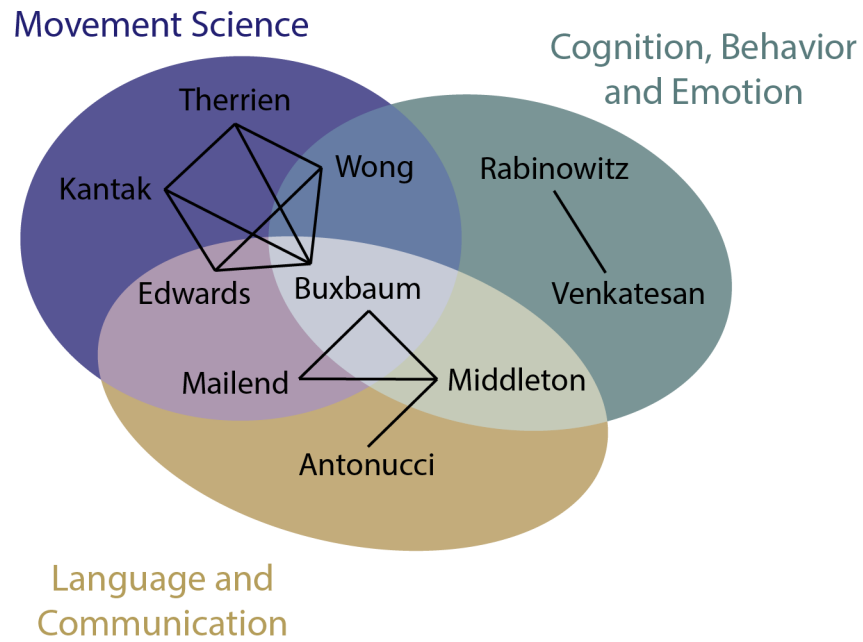 Movement Science
Cognition, Behavior
and Emotion
Therrien
Wong
Rabinowitz
Kantak
Edwards
Buxbaum
Venkatesan
Mailend
Middleton
Antonucci
Language and
Communication